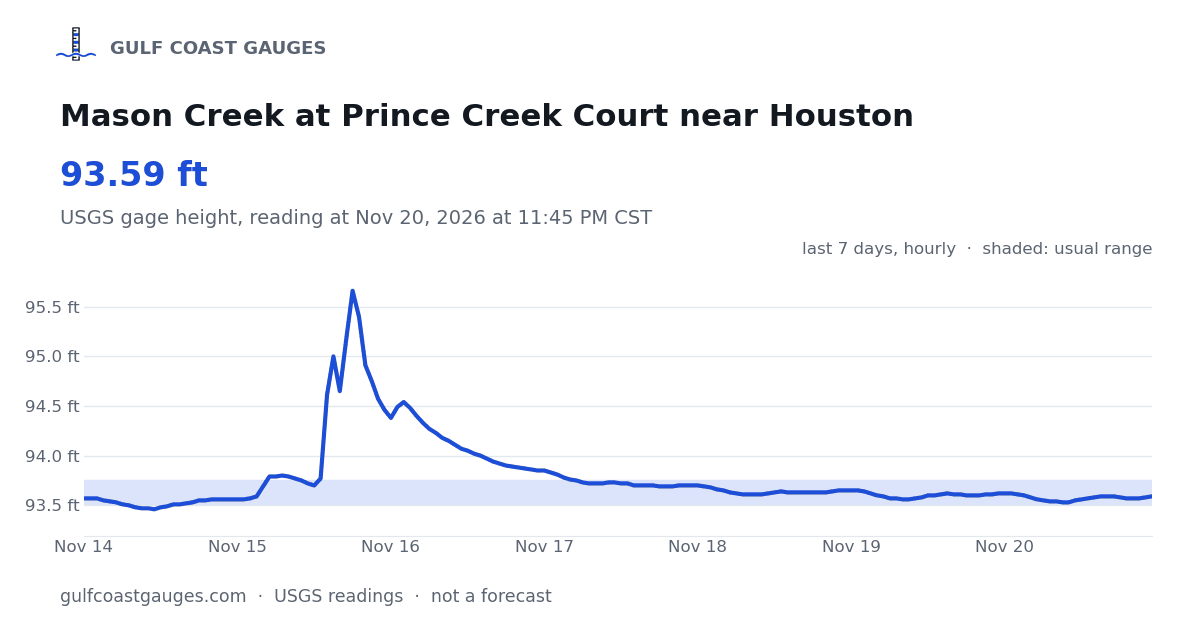 GULF COAST GAUGES
Mason Creek at Prince Creek Court near Houston
93.59 ft
USGS gage height, reading at Nov 20, 2026 at 11:45 PM CST
last 7 days, hourly · shaded: usual range
95.5 ft
95.0 ft
94.5 ft
94.0 ft
93.5 ft
Nov 14 Nov 15 Nov 16 Nov 17 Nov 18 Nov 19 Nov 20
gulfcoastgauges.com · USGS readings · not a forecast